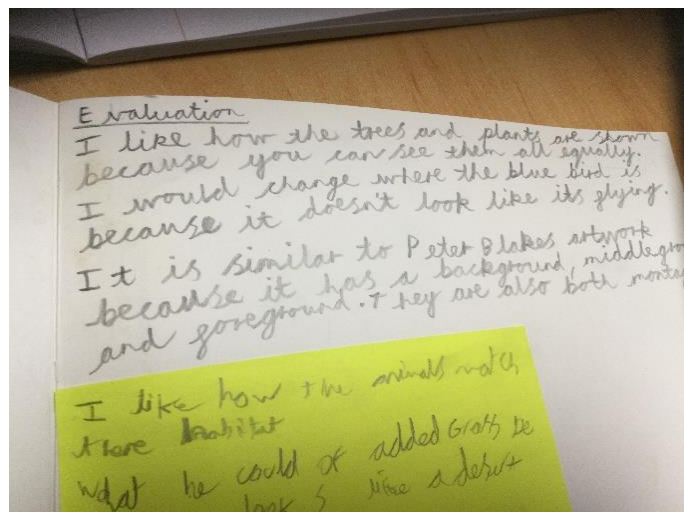 Evaluation
I like how the trees and plants are shown
because you can see them all equally.
I would change where the blue bird is
because it doesn't look like its flying.
It is similar to Peter Blakes artwork
because it has a background, middlegro
and foreground. They are also both monta
I like how the animals match
there habitat
what he could of added Grass be
looks like a desert